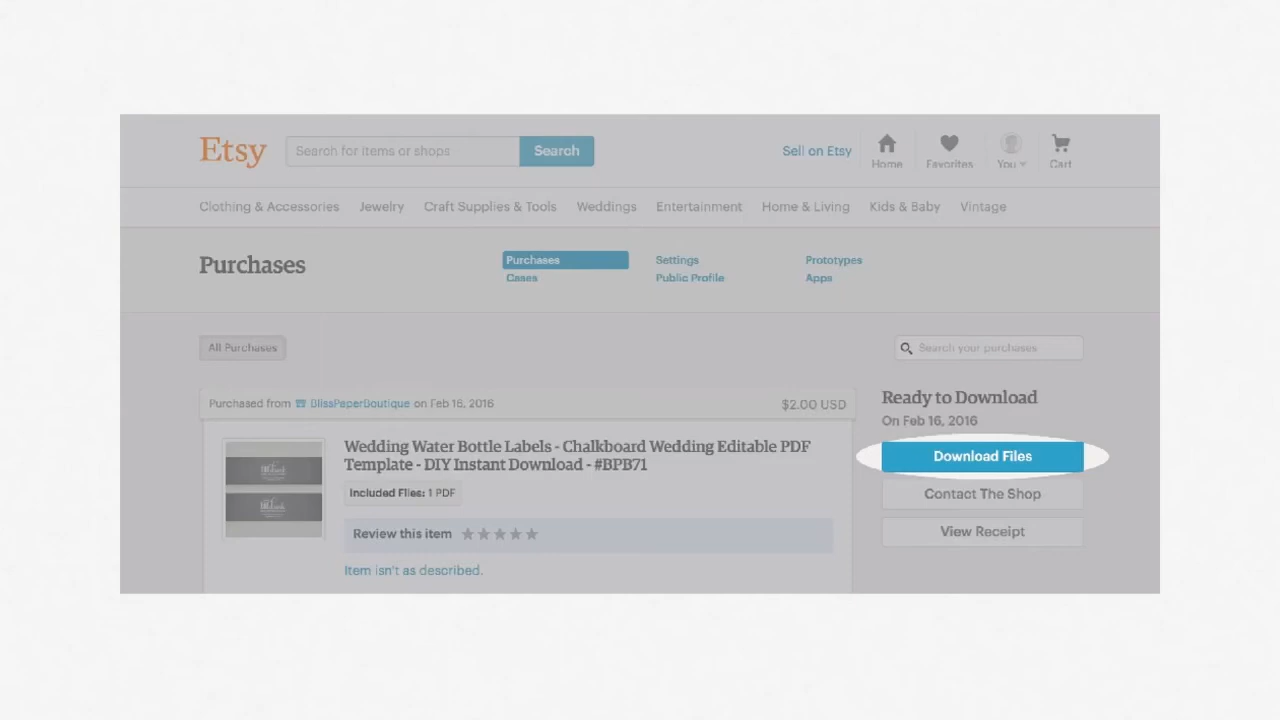 Etsy
Search for items or shops
Search
Sell on Etsy
Home
Favorites
You
Cart
Clothing & Accessories Jewelry Craft Supplies & Tools Weddings Entertainment Home & Living Kids & Baby Vintage
Purchases
Purchases Settings Prototypes
Cases Public Profile Apps
All Purchases
Search your purchases
Purchased from BlissPaperBoutique on Feb 16, 2016 $2.00 USD
Wedding Water Bottle Labels - Chalkboard Wedding Editable PDF
Template - DIY Instant Download - #BPB71
Included Files: 1 PDF
Review this item
Item isn't as described.
Ready to Download
On Feb 16, 2016
Download Files
Contact The Shop
View Receipt